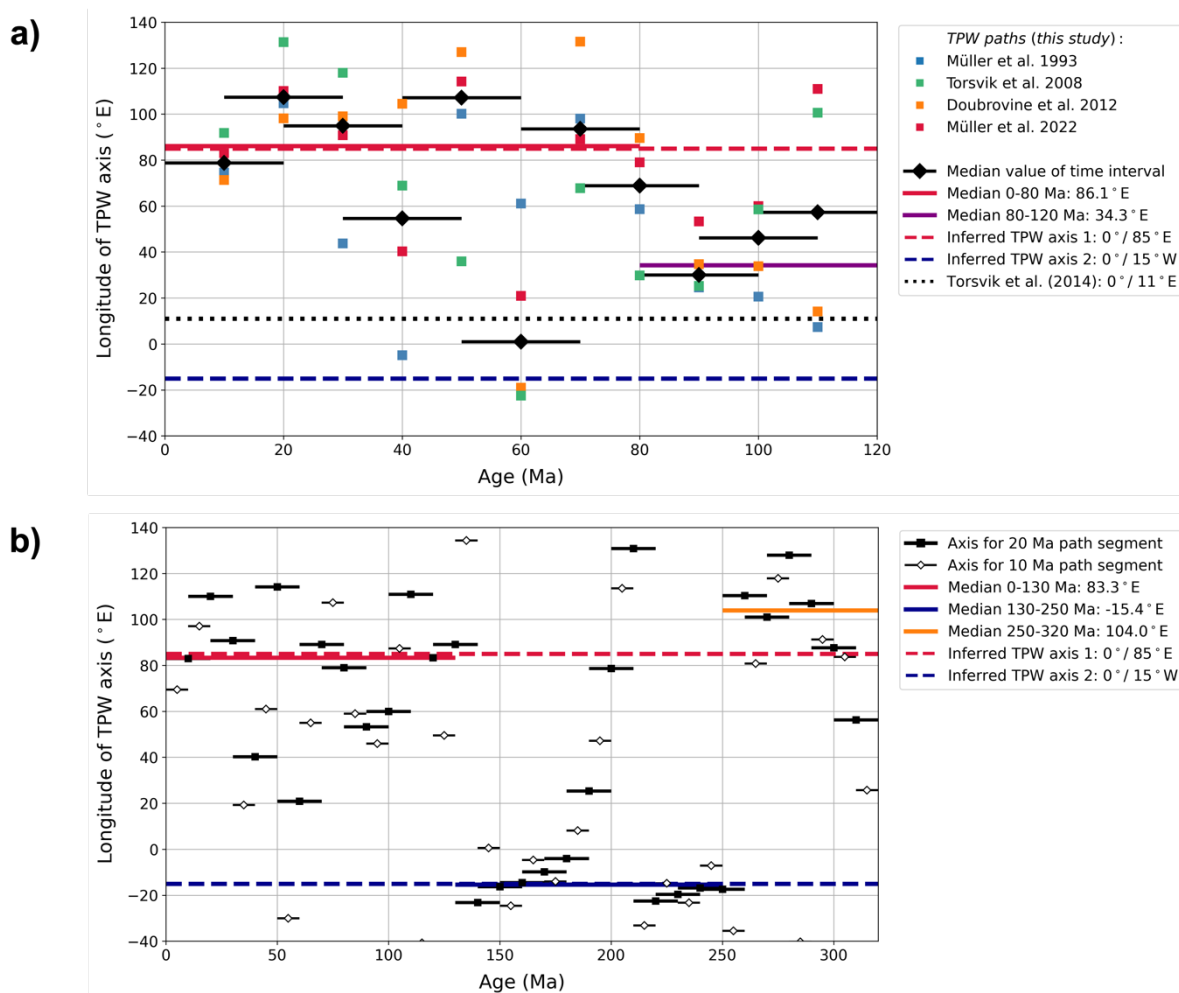 a)
140
120
100
80
60
40
20
0
−20
−40
Longitude of TPW axis (°E)
0
20
40
60
80
100
120
Age (Ma)
TPW paths (this study) :
Müller et al. 1993
Torsvik et al. 2008
Doubrovine et al. 2012
Müller et al. 2022
Median value of time interval
Median 0-80 Ma: 86.1°E
Median 80-120 Ma: 34.3°E
Inferred TPW axis 1: 0°/ 85°E
Inferred TPW axis 2: 0°/ 15°W
Torsvik et al. (2014): 0°/ 11°E
b)
140
120
100
80
60
40
20
0
−20
−40
Longitude of TPW axis (°E)
0
50
100
150
200
250
300
Age (Ma)
Axis for 20 Ma path segment
Axis for 10 Ma path segment
Median 0-130 Ma: 83.3°E
Median 130-250 Ma: -15.4°E
Median 250-320 Ma: 104.0°E
Inferred TPW axis 1: 0°/ 85°E
Inferred TPW axis 2: 0°/ 15°W